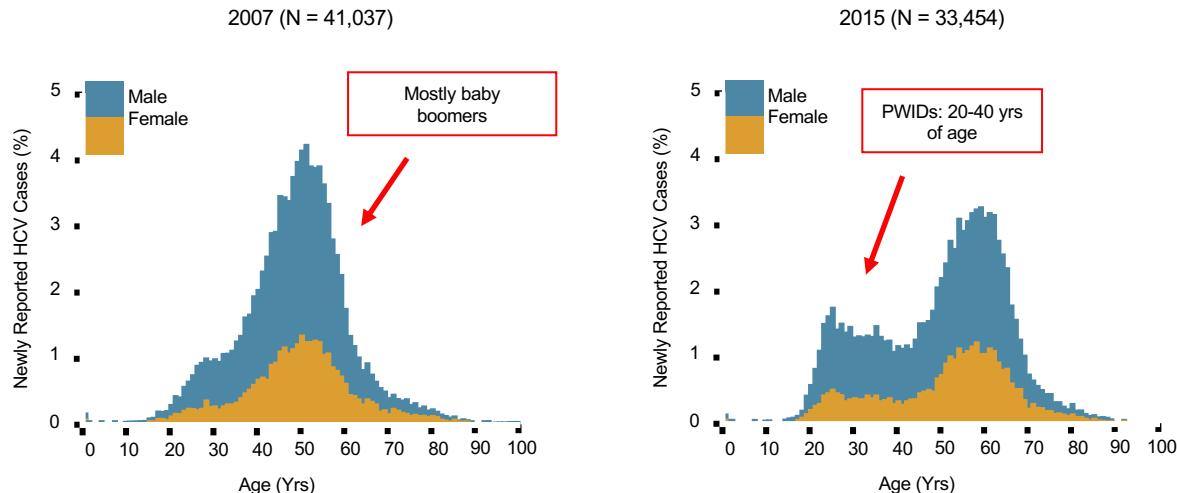 2007 (N = 41,037)
Newly Reported HCV Cases (%)
5
4
3
2
1
0
Male
Female
Mostly baby
boomers
0 10 20 30 40 50 60 70 80 90 100
Age (Yrs)
2015 (N = 33,454)
Newly Reported HCV Cases (%)
5
4
3
2
1
0
Male
Female
PWIDs: 20-40 yrs
of age
0 10 20 30 40 50 60 70 80 90 100
Age (Yrs)